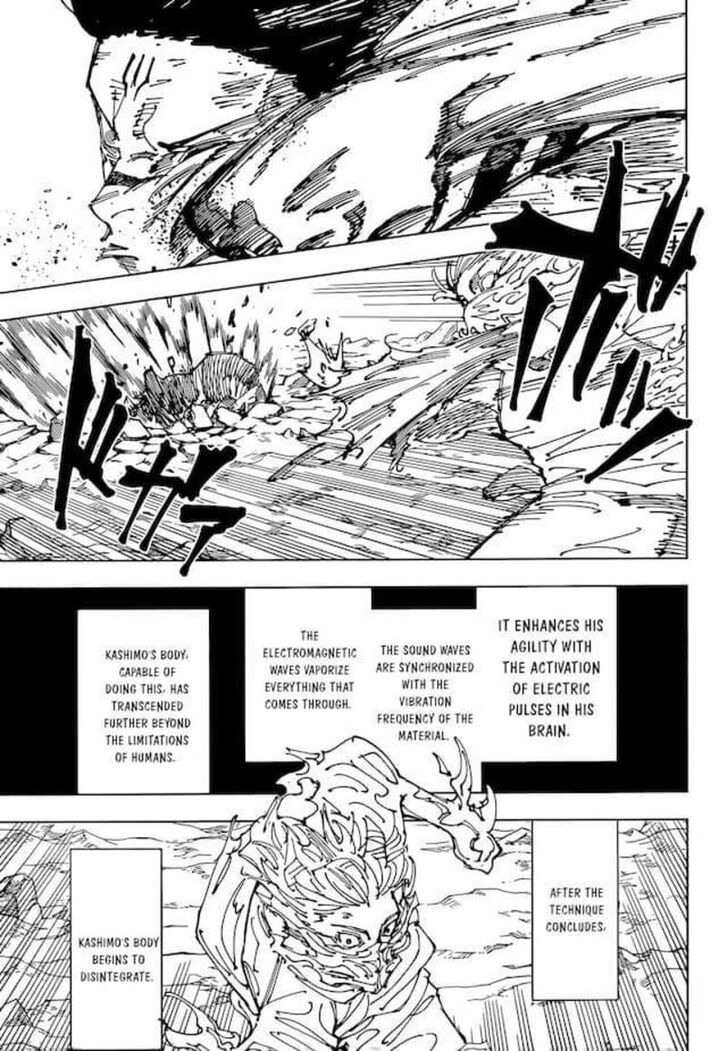 ドガァ
IT ENHANCES HIS
AGILITY WITH
THE ACTIVATION
OF ELECTRIC
PULSES IN HIS
BRAIN.
THE SOUND WAVES
ARE SYNCHRONIZED
WITH THE
VIBRATION
FREQUENCY OF THE
MATERIAL.
THE
ELECTROMAGNETIC
WAVES VAPORIZE
EVERYTHING THAT
COMES THROUGH.
KASHIMO'S BODY,
CAPABLE OF
DOING THIS, HAS
TRANSCENDED
FURTHER BEYOND
THE LIMITATIONS
OF HUMANS.
AFTER THE
TECHNIQUE
CONCLUDES,
KASHIMO'S BODY
BEGINS TO
DISINTEGRATE.